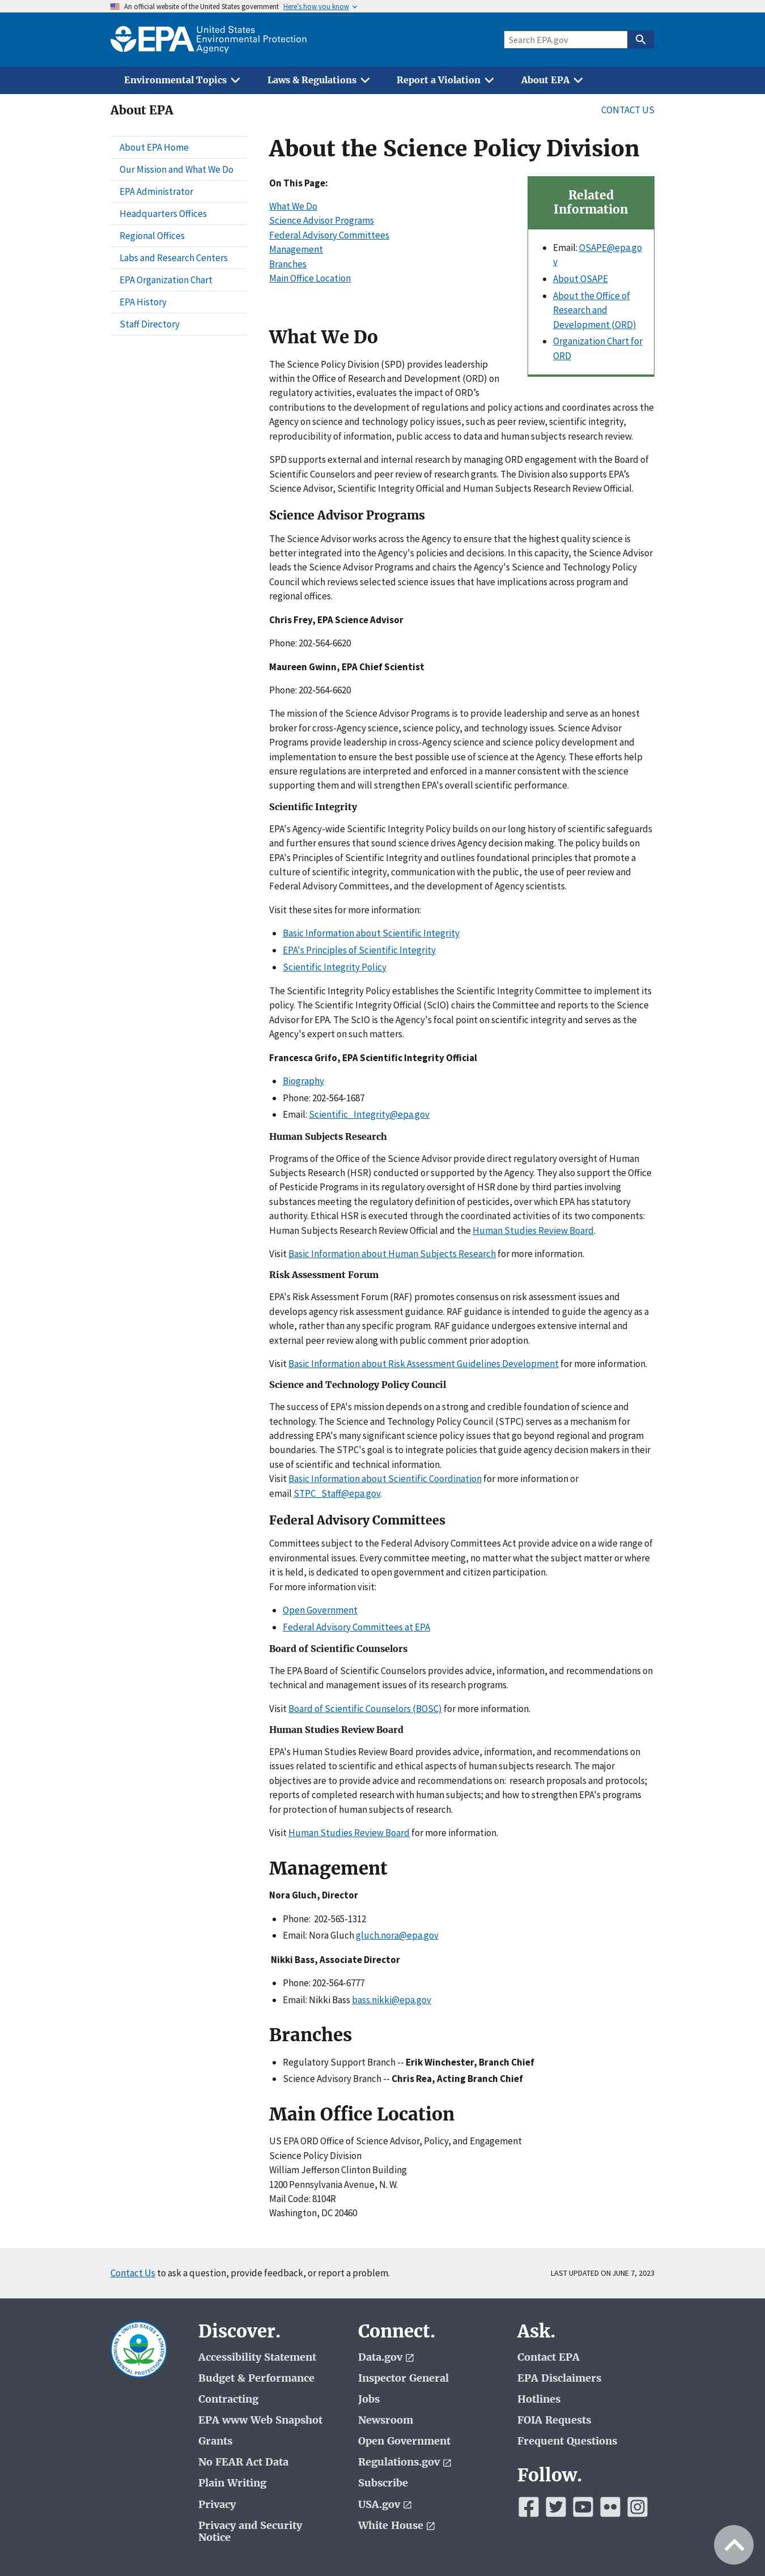 An official website of the United States government Here's how you know
EPA United States
Environmental Protection
Agency
Search EPA.gov
Environmental Topics
Laws & Regulations
Report a Violation
About EPA
About EPA
CONTACT US
About EPA Home
Our Mission and What We Do
EPA Administrator
Headquarters Offices
Regional Offices
Labs and Research Centers
EPA Organization Chart
EPA History
Staff Directory
About the Science Policy Division
On This Page:
What We Do
Science Advisor Programs
Federal Advisory Committees
Management
Branches
Main Office Location
Related
Information
Email: OSAPE@epa.go
v
About OSAPE
About the Office of
Research and
Development (ORD)
Organization Chart for
ORD
What We Do
The Science Policy Division (SPD) provides leadership
within the Office of Research and Development (ORD) on
regulatory activities, evaluates the impact of ORD’s
contributions to the development of regulations and policy actions and coordinates across the
Agency on science and technology policy issues, such as peer review, scientific integrity,
reproducibility of information, public access to data and human subjects research review.
SPD supports external and internal research by managing ORD engagement with the Board of
Scientific Counselors and peer review of research grants. The Division also supports EPA’s
Science Advisor, Scientific Integrity Official and Human Subjects Research Review Official.
Science Advisor Programs
The Science Advisor works across the Agency to ensure that the highest quality science is
better integrated into the Agency's policies and decisions. In this capacity, the Science Advisor
leads the Science Advisor Programs and chairs the Agency's Science and Technology Policy
Council which reviews selected science issues that have implications across program and
regional offices.
Chris Frey, EPA Science Advisor
Phone: 202-564-6620
Maureen Gwinn, EPA Chief Scientist
Phone: 202-564-6620
The mission of the Science Advisor Programs is to provide leadership and serve as an honest
broker for cross-Agency science, science policy, and technology issues. Science Advisor
Programs provide leadership in cross-Agency science and science policy development and
implementation to ensure the best possible use of science at the Agency. These efforts help
ensure regulations are interpreted and enforced in a manner consistent with the science
supporting them and will strengthen EPA's overall scientific performance.
Scientific Integrity
EPA's Agency-wide Scientific Integrity Policy builds on our long history of scientific safeguards
and further ensures that sound science drives Agency decision making. The policy builds on
EPA's Principles of Scientific Integrity and outlines foundational principles that promote a
culture of scientific integrity, communication with the public, the use of peer review and
Federal Advisory Committees, and the development of Agency scientists.
Visit these sites for more information:
Basic Information about Scientific Integrity
EPA's Principles of Scientific Integrity
Scientific Integrity Policy
The Scientific Integrity Policy establishes the Scientific Integrity Committee to implement its
policy. The Scientific Integrity Official (ScIO) chairs the Committee and reports to the Science
Advisor for EPA. The ScIO is the Agency's focal point on scientific integrity and serves as the
Agency's expert on such matters.
Francesca Grifo, EPA Scientific Integrity Official
Biography
Phone: 202-564-1687
Email: Scientific_Integrity@epa.gov
Human Subjects Research
Programs of the Office of the Science Advisor provide direct regulatory oversight of Human
Subjects Research (HSR) conducted or supported by the Agency. They also support the Office
of Pesticide Programs in its regulatory oversight of HSR done by third parties involving
substances meeting the regulatory definition of pesticides, over which EPA has statutory
authority. Ethical HSR is executed through the coordinated activities of its two components:
Human Subjects Research Review Official and the Human Studies Review Board.
Visit Basic Information about Human Subjects Research for more information.
Risk Assessment Forum
EPA's Risk Assessment Forum (RAF) promotes consensus on risk assessment issues and
develops agency risk assessment guidance. RAF guidance is intended to guide the agency as a
whole, rather than any specific program. RAF guidance undergoes extensive internal and
external peer review along with public comment prior adoption.
Visit Basic Information about Risk Assessment Guidelines Development for more information.
Science and Technology Policy Council
The success of EPA's mission depends on a strong and credible foundation of science and
technology. The Science and Technology Policy Council (STPC) serves as a mechanism for
addressing EPA's many significant science policy issues that go beyond regional and program
boundaries. The STPC's goal is to integrate policies that guide agency decision makers in their
use of scientific and technical information.
Visit Basic Information about Scientific Coordination for more information or
email STPC_Staff@epa.gov.
Federal Advisory Committees
Committees subject to the Federal Advisory Committees Act provide advice on a wide range of
environmental issues. Every committee meeting, no matter what the subject matter or where
it is held, is dedicated to open government and citizen participation.
For more information visit:
Open Government
Federal Advisory Committees at EPA
Board of Scientific Counselors
The EPA Board of Scientific Counselors provides advice, information, and recommendations on
technical and management issues of its research programs.
Visit Board of Scientific Counselors (BOSC) for more information.
Human Studies Review Board
EPA's Human Studies Review Board provides advice, information, and recommendations on
issues related to scientific and ethical aspects of human subjects research. The major
objectives are to provide advice and recommendations on: research proposals and protocols;
reports of completed research with human subjects; and how to strengthen EPA's programs
for protection of human subjects of research.
Visit Human Studies Review Board for more information.
Management
Nora Gluch, Director
Phone: 202-565-1312
Email: Nora Gluch gluch.nora@epa.gov
Nikki Bass, Associate Director
Phone: 202-564-6777
Email: Nikki Bass bass.nikki@epa.gov
Branches
Regulatory Support Branch -- Erik Winchester, Branch Chief
Science Advisory Branch -- Chris Rea, Acting Branch Chief
Main Office Location
US EPA ORD Office of Science Advisor, Policy, and Engagement
Science Policy Division
William Jefferson Clinton Building
1200 Pennsylvania Avenue, N. W.
Mail Code: 8104R
Washington, DC 20460
Contact Us to ask a question, provide feedback, or report a problem.
LAST UPDATED ON JUNE 7, 2023
UNITED STATES
ENVIRONMENTAL PROTECTION AGENCY
Discover.
Accessibility Statement
Budget & Performance
Contracting
EPA www Web Snapshot
Grants
No FEAR Act Data
Plain Writing
Privacy
Privacy and Security
Notice
Connect.
Data.gov
Inspector General
Jobs
Newsroom
Open Government
Regulations.gov
Subscribe
USA.gov
White House
Ask.
Contact EPA
EPA Disclaimers
Hotlines
FOIA Requests
Frequent Questions
Follow.